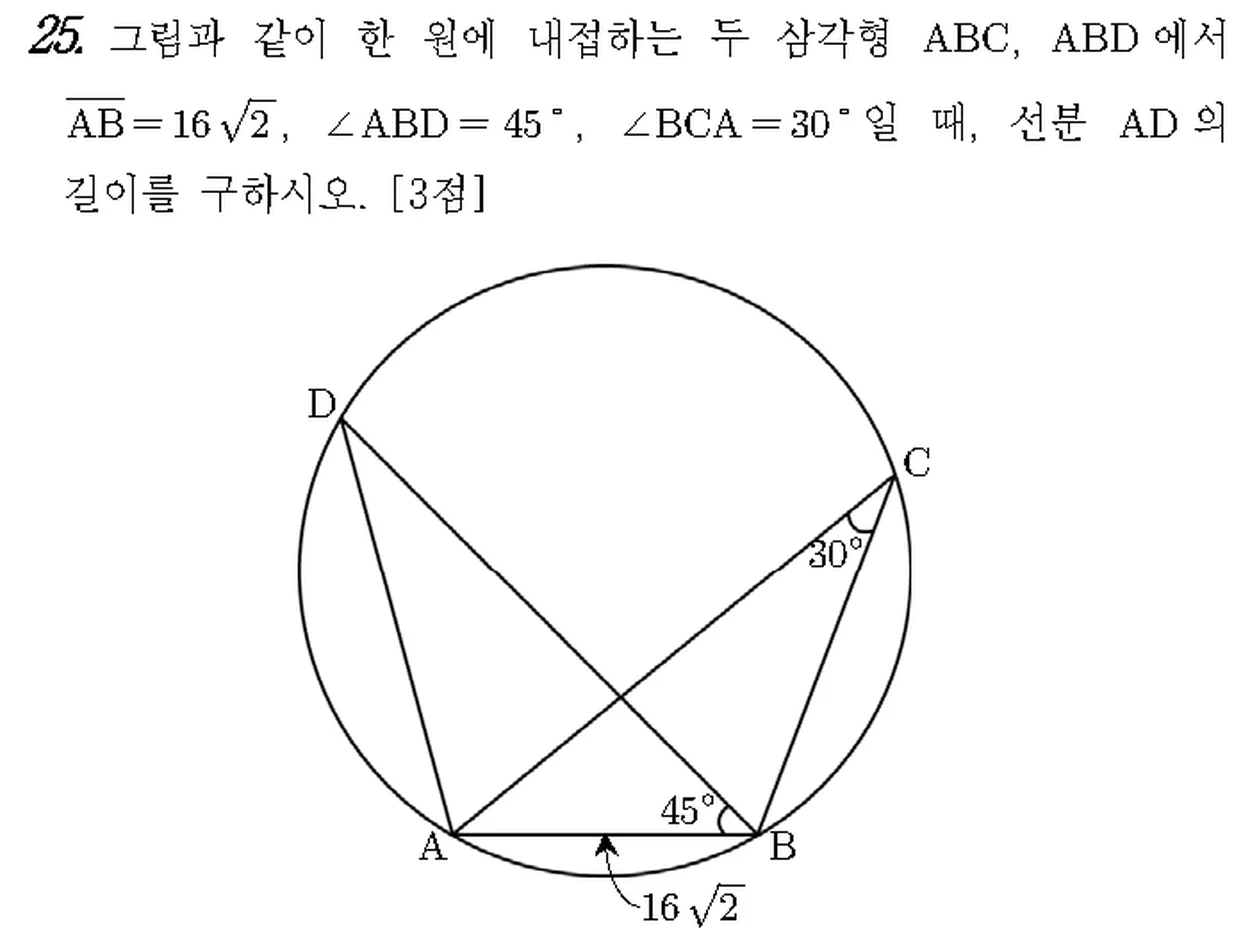 25. 그림과 같이 한 원에 내접하는 두 삼각형 ABC, ABD에서
$\overline{AB}=16\sqrt{2}$, ∠ABD=45°, ∠BCA=30°일 때, 선분 AD의
길이를 구하시오. [3점]
D
C
30°
45°
A
B
16√2